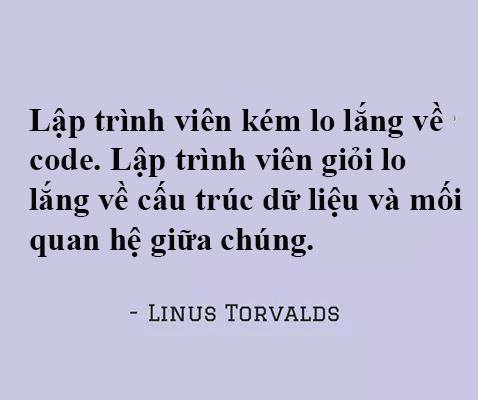 Lập trình viên kém lo lắng về
code. Lập trình viên giỏi lo
lắng về cấu trúc dữ liệu và mối
quan hệ giữa chúng.
- LINUS TORVALDS